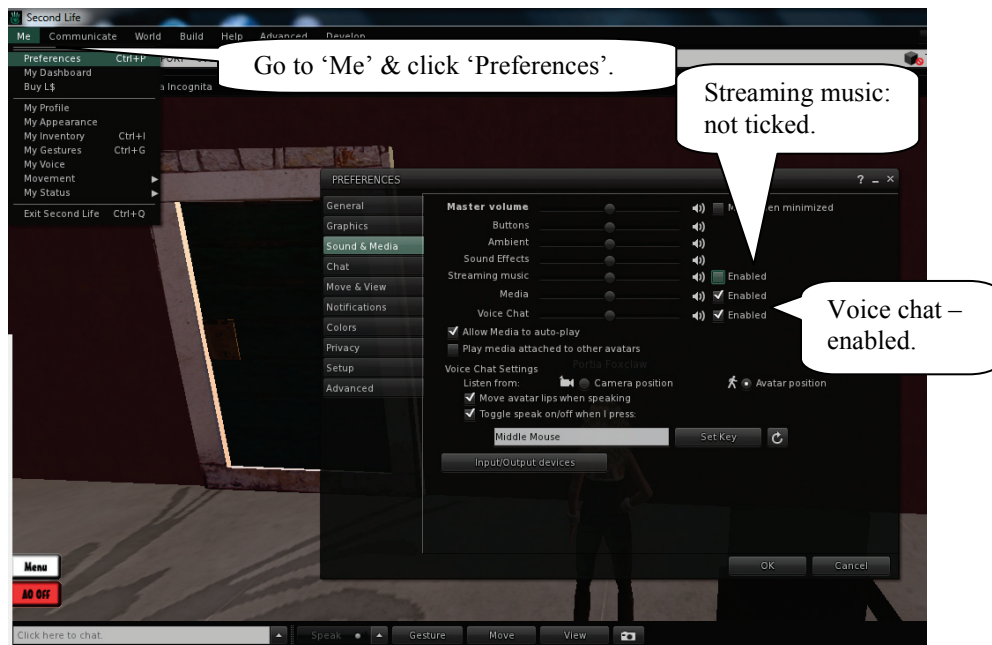 Second Life
Me Communicate World Build Help Advanced Develop
Go to ‘Me’ & click ‘Preferences’.
Preferences Ctrl+P
My Dashboard
Buy L$
a Incognita
My Profile
My Appearance
My Inventory Ctrl+I
My Gestures Ctrl+G
My Voice
Movement
My Status
Exit Second Life Ctrl+Q
Streaming music:
not ticked.
PREFERENCES ? _ ×
General
Graphics
Sound & Media
Chat
Move & View
Notifications
Colors
Privacy
Setup
Advanced
Master volume minimized
Buttons
Ambient
Sound Effects
Streaming music Enabled
Media Enabled
Voice Chat Enabled
Voice chat –
enabled.
Allow Media to auto-play
Play media attached to other avatars
Portia Foxclaw
Voice Chat Settings
Listen from: Camera position Avatar position
Move avatar lips when speaking
Toggle speak on/off when I press:
Middle Mouse Set Key
Input/Output devices
OK Cancel
Menu
AO OFF
Click here to chat. Speak Gesture Move View